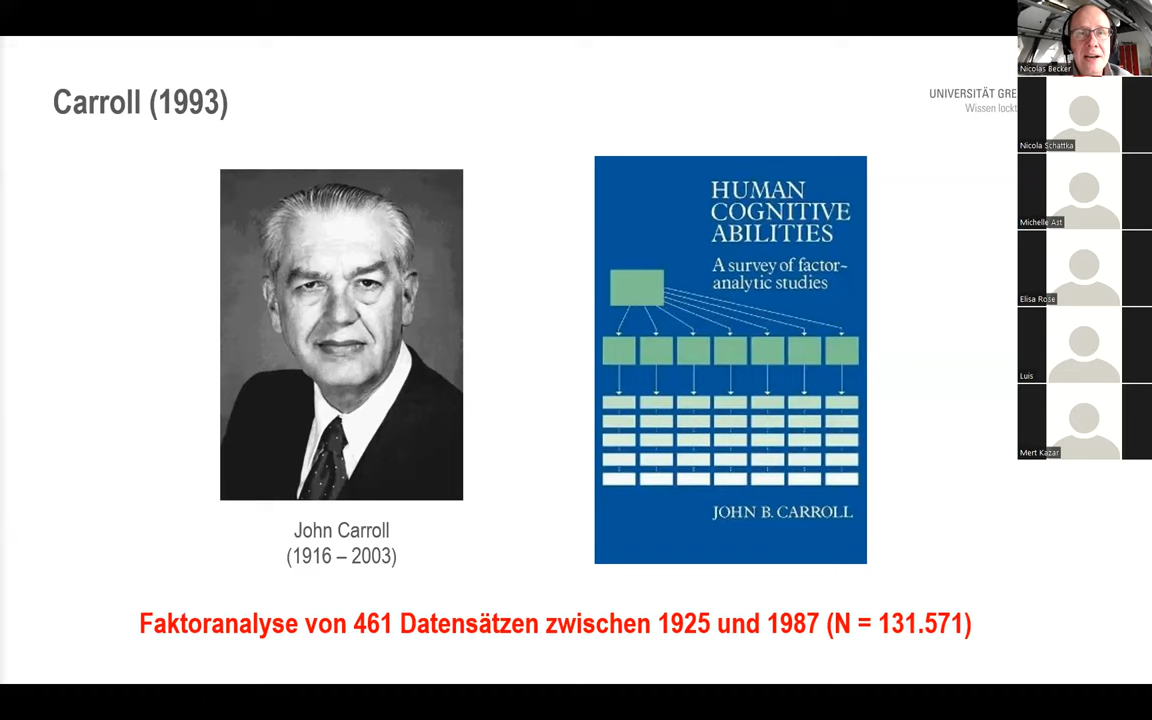 Carroll (1993)
UNIVERSITÄT GRE
Wissen lockt
HUMAN
COGNITIVE
ABILITIES
A survey of factor-
analytic studies
JOHN B. CARROLL
John Carroll
(1916 – 2003)
Faktoranalyse von 461 Datensätzen zwischen 1925 und 1987 (N = 131.571)
Nicolas Becker
Nicola Schattka
Michelle Ast
Elisa Rose
Luis
Mert Kazar